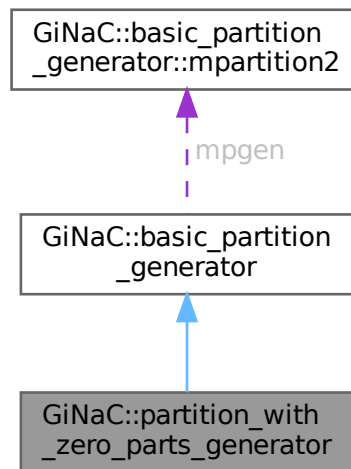 GiNaC::basic_partition
_generator::mpartition2
mpgen
GiNaC::basic_partition
_generator
GiNaC::partition_with
_zero_parts_generator